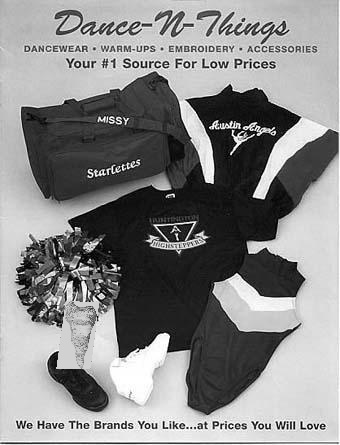 Dance-N-Things
DANCEWEAR • WARM-UPS • EMBROIDERY • ACCESSORIES
Your #1 Source For Low Prices
MISSY
Starlettes
Austin Angels
HUNTINGTON
HIGHSTEPPERS
We Have The Brands You Like...at Prices You Will Love